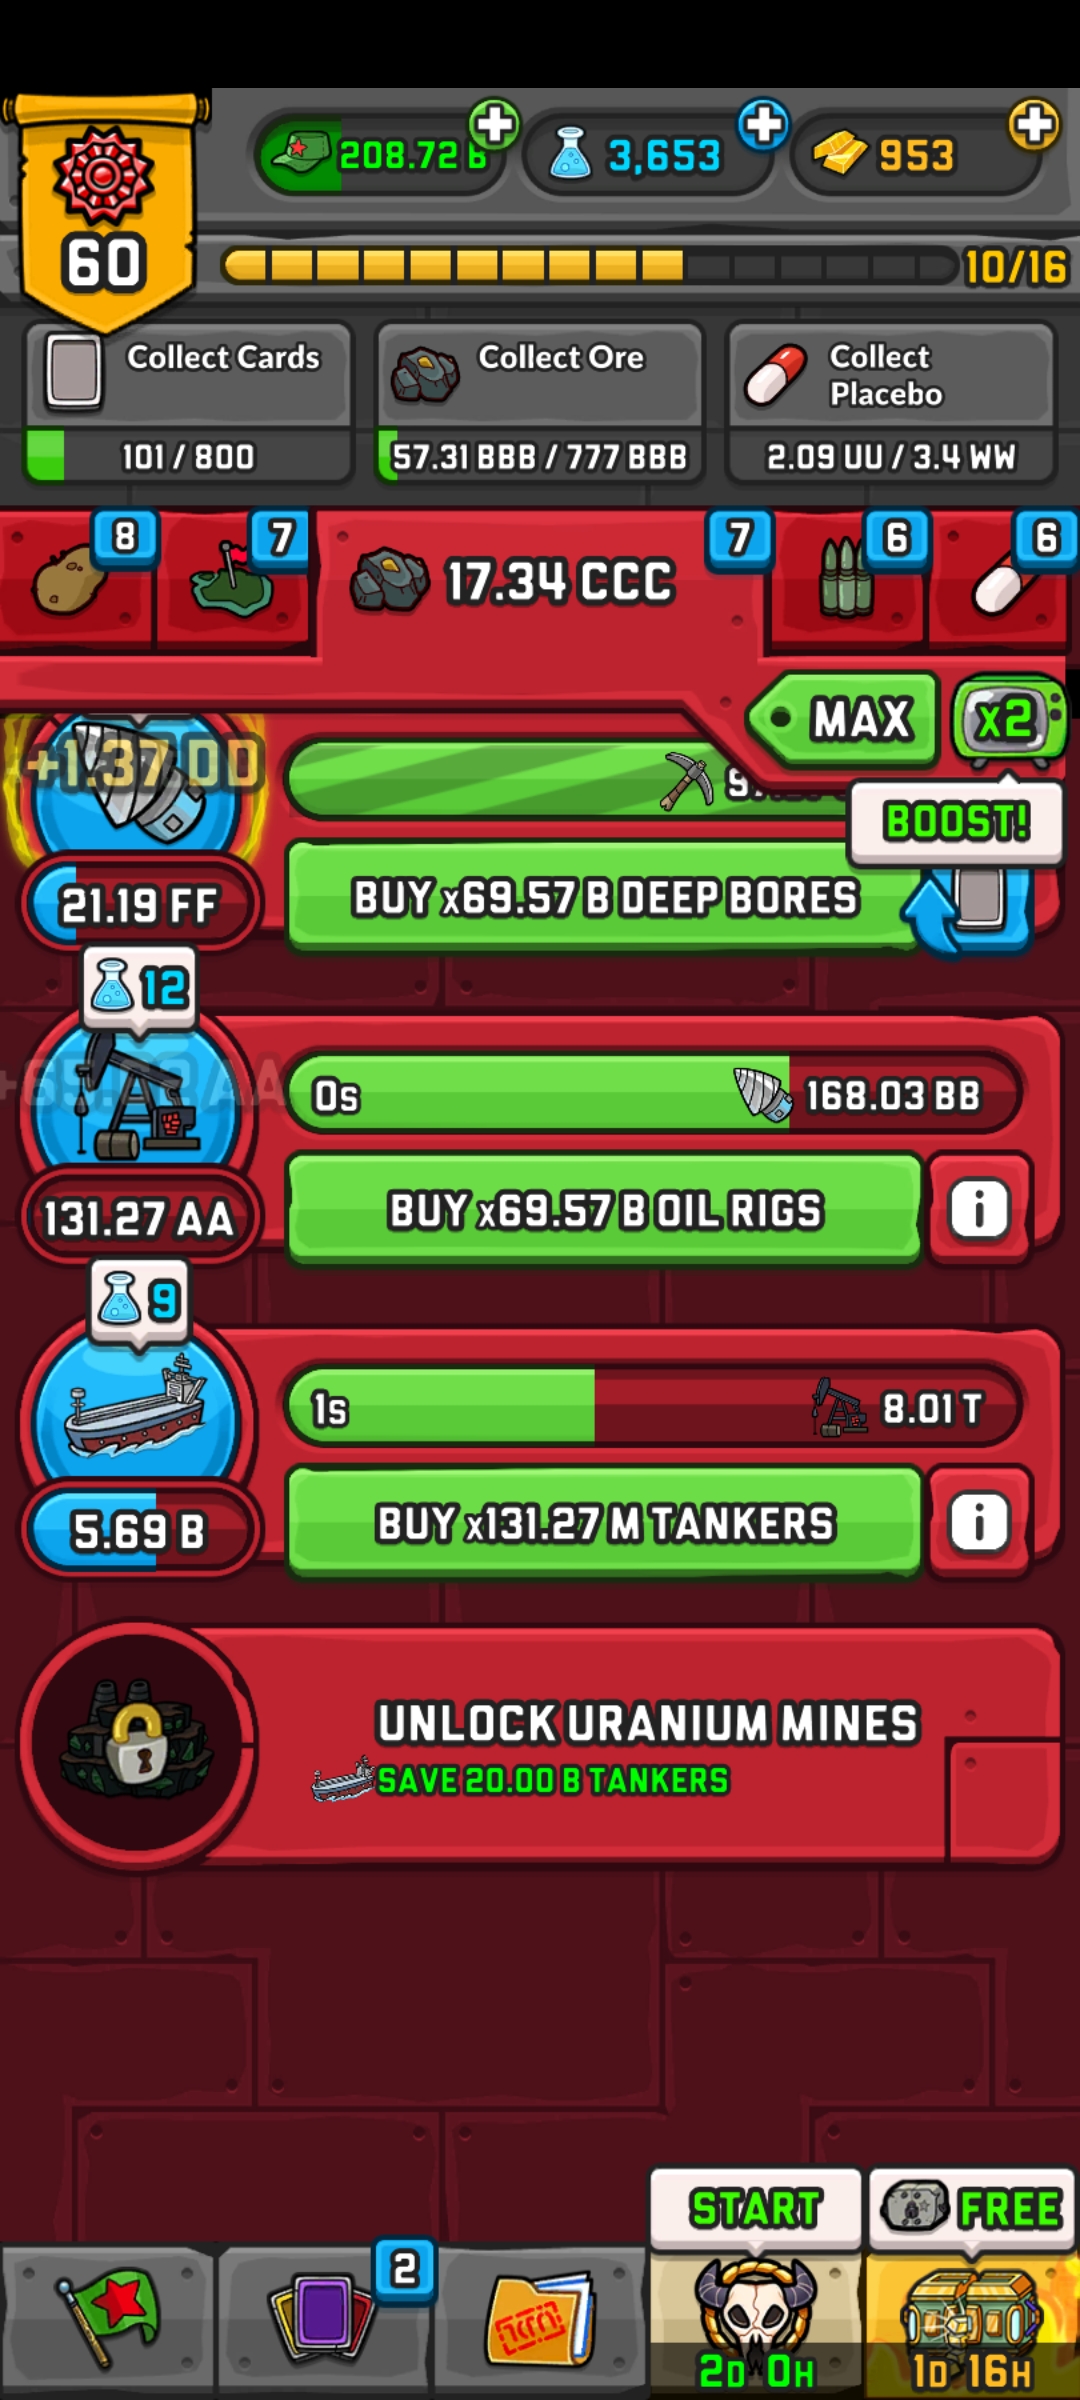 208.72 B
3,653
953
60
10/16
Collect Cards
101 / 800
Collect Ore
57.31 BBB / 777 BBB
Collect
Placebo
2.09 UU / 3.4 WW
8
7
17.34 CCC
7
6
6
MAX
x2
BOOST!
+1.37 DD
21.19 FF
BUY x69.57 B DEEP BORES
12
0s
168.03 BB
131.27 AA
BUY x69.57 B OIL RIGS
i
9
1s
8.01 T
5.69 B
BUY x131.27 M TANKERS
i
UNLOCK URANIUM MINES
SAVE 20.00 B TANKERS
START
FREE
2
2D 0H
1D 16H